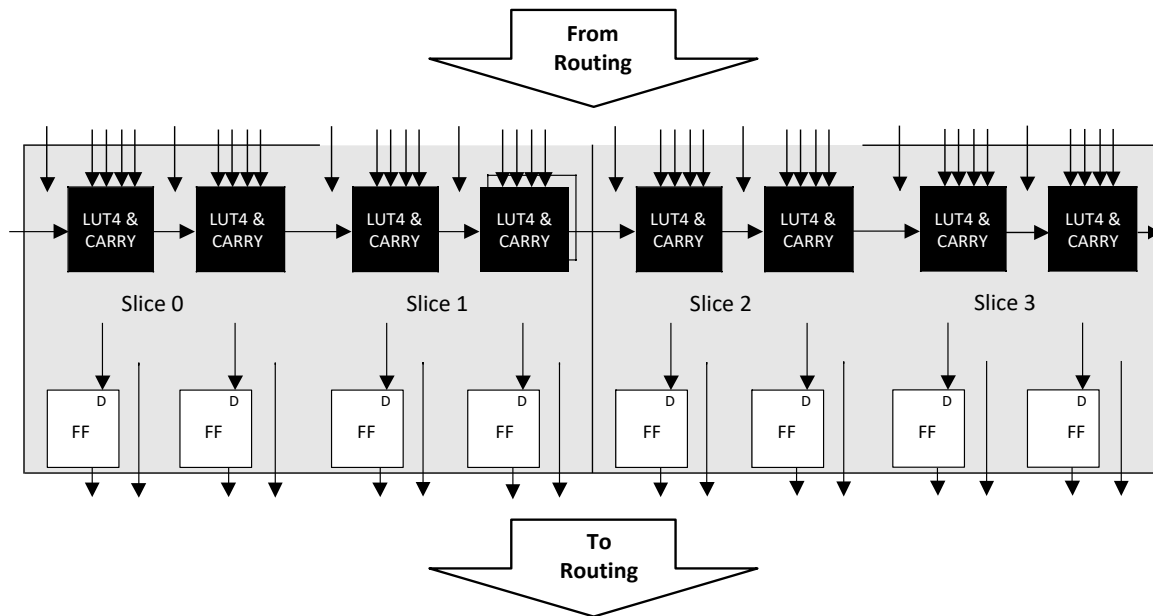 From
Routing
LUT4 &
CARRY
LUT4 &
CARRY
LUT4 &
CARRY
LUT4 &
CARRY
LUT4 &
CARRY
LUT4 &
CARRY
LUT4 &
CARRY
LUT4 &
CARRY
Slice 0
Slice 1
Slice 2
Slice 3
D
FF
D
FF
D
FF
D
FF
D
FF
D
FF
D
FF
D
FF
To
Routing